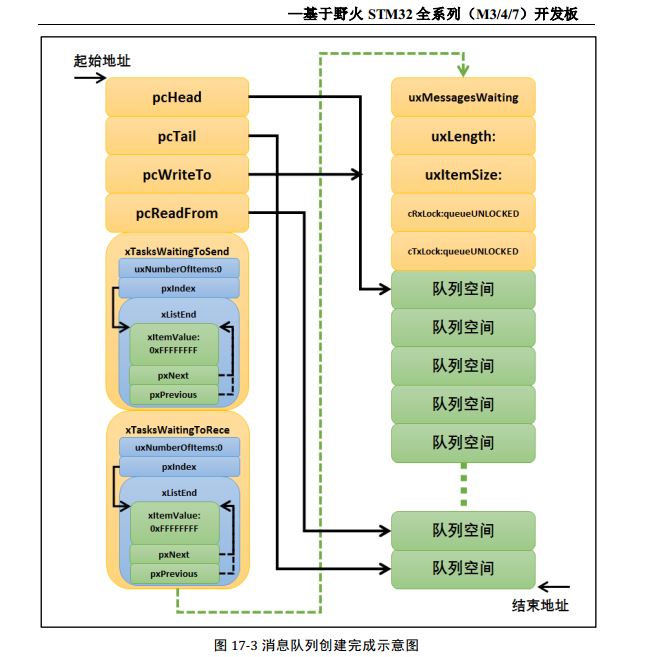 —基于野火 STM32 全系列（M3/4/7）开发板
起始地址
pcHead
pcTail
pcWriteTo
pcReadFrom
xTasksWaitingToSend
uxNumberOfItems:0
pxIndex
xListEnd
xItemValue:
0xFFFFFFFF
pxNext
pxPrevious
xTasksWaitingToRece
uxNumberOfItems:0
pxIndex
xListEnd
xItemValue:
0xFFFFFFFF
pxNext
pxPrevious
uxMessagesWaiting
uxLength:
uxItemSize:
cRxLock:queueUNLOCKED
cTxLock:queueUNLOCKED
队列空间
队列空间
队列空间
队列空间
队列空间
队列空间
队列空间
结束地址
图 17-3 消息队列创建完成示意图